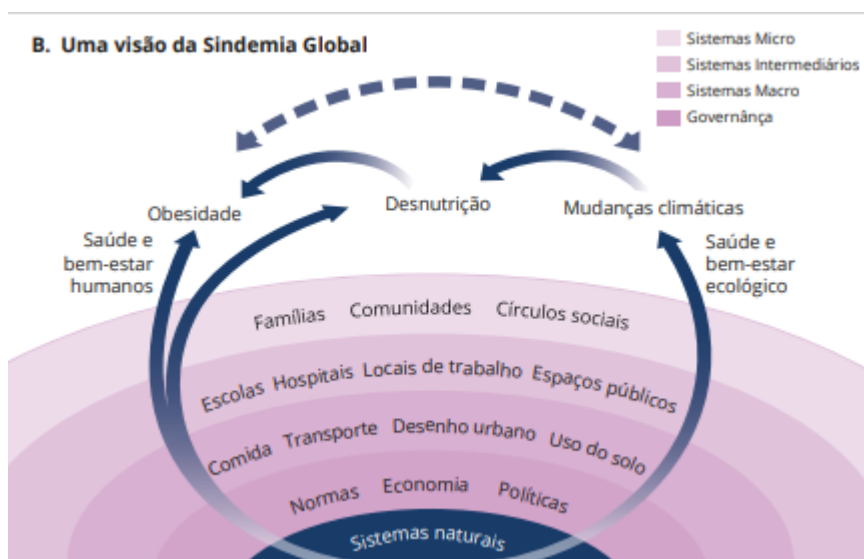 B. Uma visão da Sindemia Global
Sistemas Micro
Sistemas Intermediários
Sistemas Macro
Governânça
Obesidade
Desnutrição
Mudanças climáticas
Saúde e
bem-estar
humanos
Saúde e
bem-estar
ecológico
Famílias Comunidades Círculos sociais
Escolas Hospitais Locais de trabalho Espaços públicos
Comida Transporte Desenho urbano Uso do solo
Normas Economia Políticas
Sistemas naturais